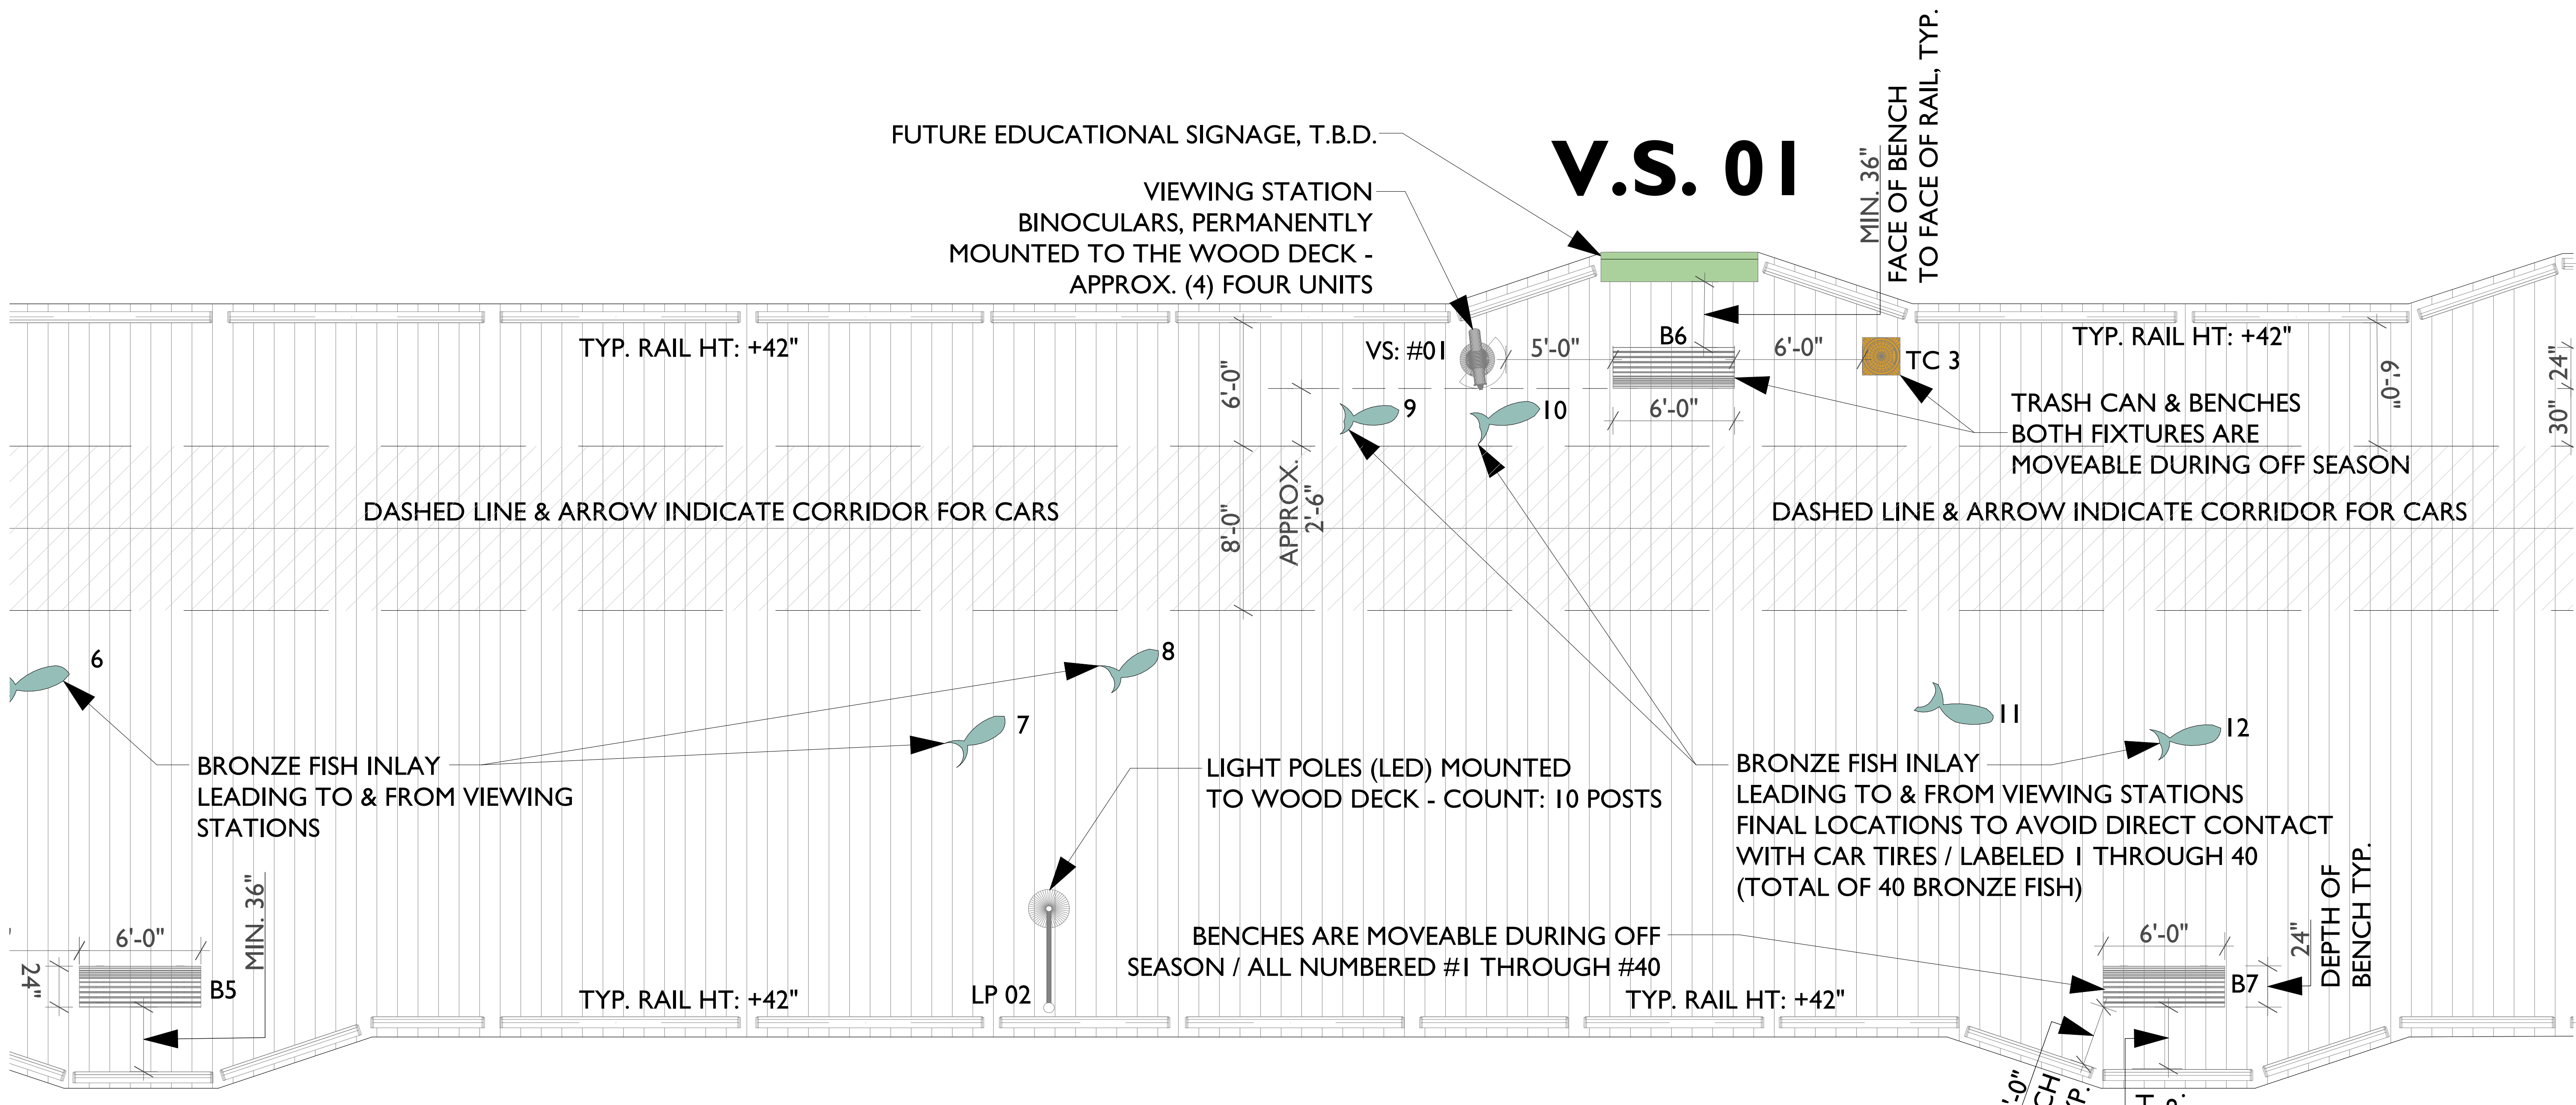 FUTURE EDUCATIONAL SIGNAGE, T.B.D.
V.S. 01
VIEWING STATION
BINOCULARS, PERMANENTLY
MOUNTED TO THE WOOD DECK -
APPROX. (4) FOUR UNITS
MIN. 36"
FACE OF BENCH
TO FACE OF RAIL, TYP.
TYP. RAIL HT: +42"
VS: #01
5'-0"
B6
6'-0"
TC 3
TYP. RAIL HT: +42"
6'-0"
6'-0"
6'-0"
24"
30"
9
10
TRASH CAN & BENCHES
BOTH FIXTURES ARE
MOVEABLE DURING OFF SEASON
DASHED LINE & ARROW INDICATE CORRIDOR FOR CARS
8'-0"
APPROX.
2'-6"
DASHED LINE & ARROW INDICATE CORRIDOR FOR CARS
6
8
7
11
12
BRONZE FISH INLAY
LEADING TO & FROM VIEWING
STATIONS
LIGHT POLES (LED) MOUNTED
TO WOOD DECK - COUNT: 10 POSTS
BRONZE FISH INLAY
LEADING TO & FROM VIEWING STATIONS
FINAL LOCATIONS TO AVOID DIRECT CONTACT
WITH CAR TIRES / LABELED 1 THROUGH 40
(TOTAL OF 40 BRONZE FISH)
MIN. 36"
6'-0"
24"
B5
TYP. RAIL HT: +42"
LP 02
BENCHES ARE MOVEABLE DURING OFF
SEASON / ALL NUMBERED #1 THROUGH #40
TYP. RAIL HT: +42"
6'-0"
B7
24"
DEPTH OF
BENCH TYP.